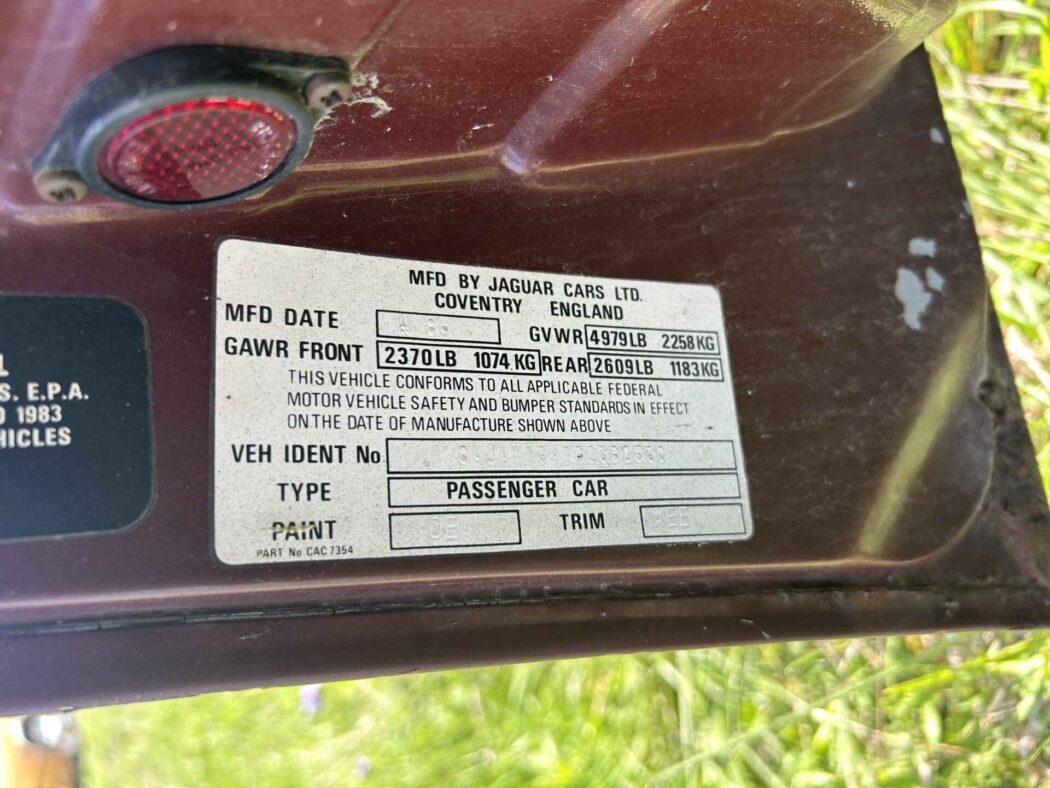 MFD BY JAGUAR CARS LTD.
COVENTRY ENGLAND
MFD DATE
GVWR 4979LB 2258KG
GAWR FRONT 2370LB 1074KG REAR 2609LB 1183KG
THIS VEHICLE CONFORMS TO ALL APPLICABLE FEDERAL
MOTOR VEHICLE SAFETY AND BUMPER STANDARDS IN EFFECT
ON THE DATE OF MANUFACTURE SHOWN ABOVE
VEH IDENT No
TYPE PASSENGER CAR
PAINT TRIM
PART No CAC 7354
E.P.A.
1983